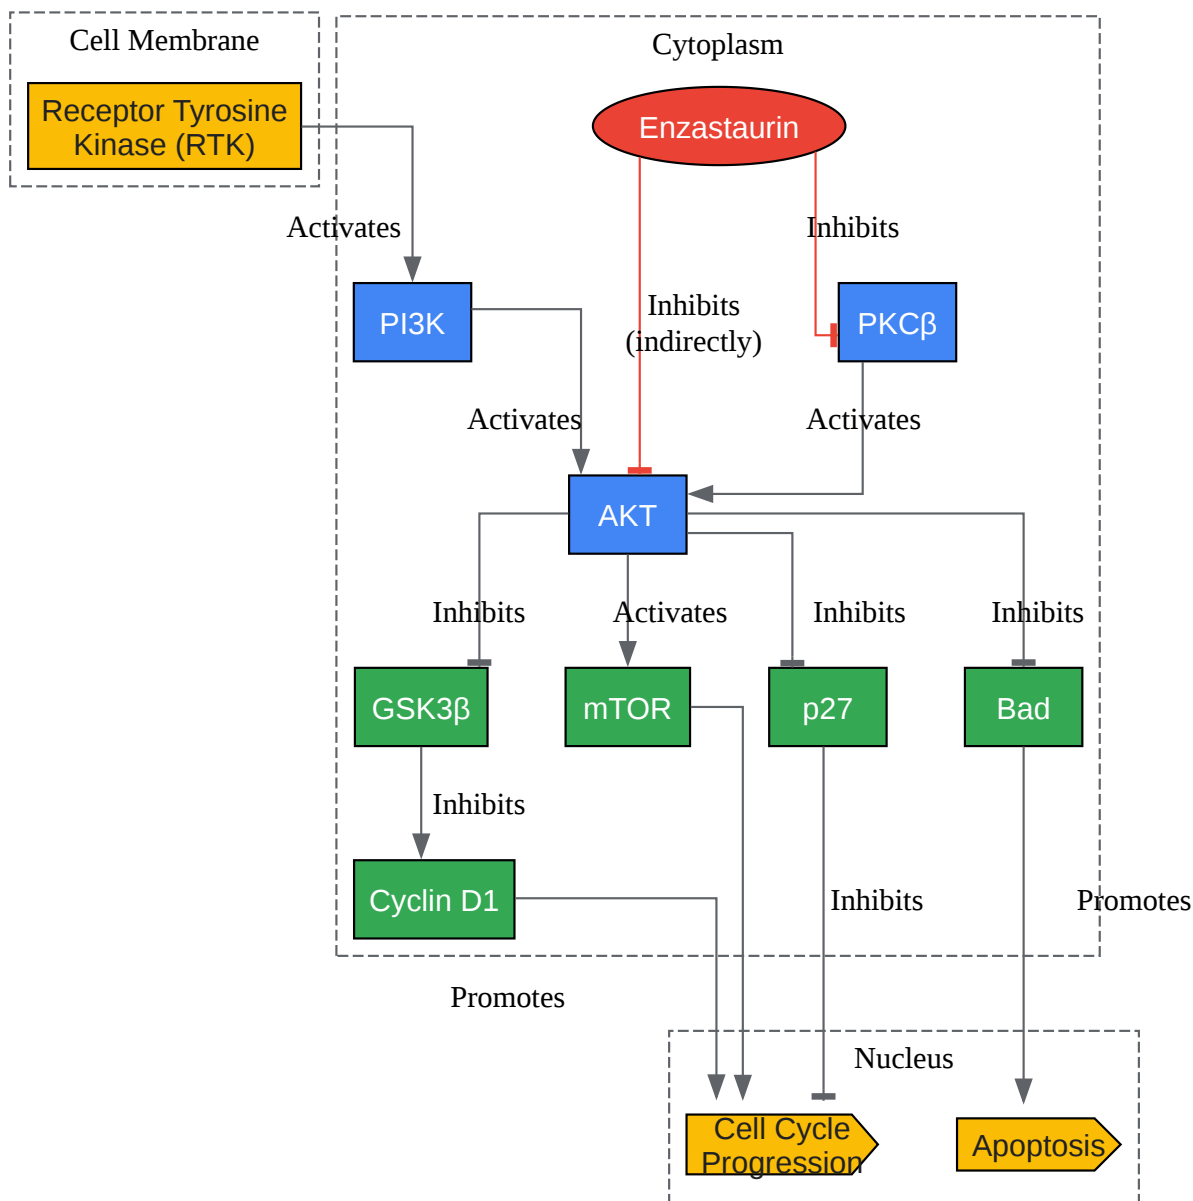 Cell Membrane
Cytoplasm
Receptor Tyrosine
Kinase (RTK)
Enzastaurin
Activates
Inhibits
Inhibits
(indirectly)
PI3K
PKCβ
Activates
Activates
AKT
Inhibits
Activates
Inhibits
Inhibits
GSK3β
mTOR
p27
Bad
Inhibits
Cyclin D1
Inhibits
Promotes
Promotes
Nucleus
Cell Cycle
Progression
Apoptosis